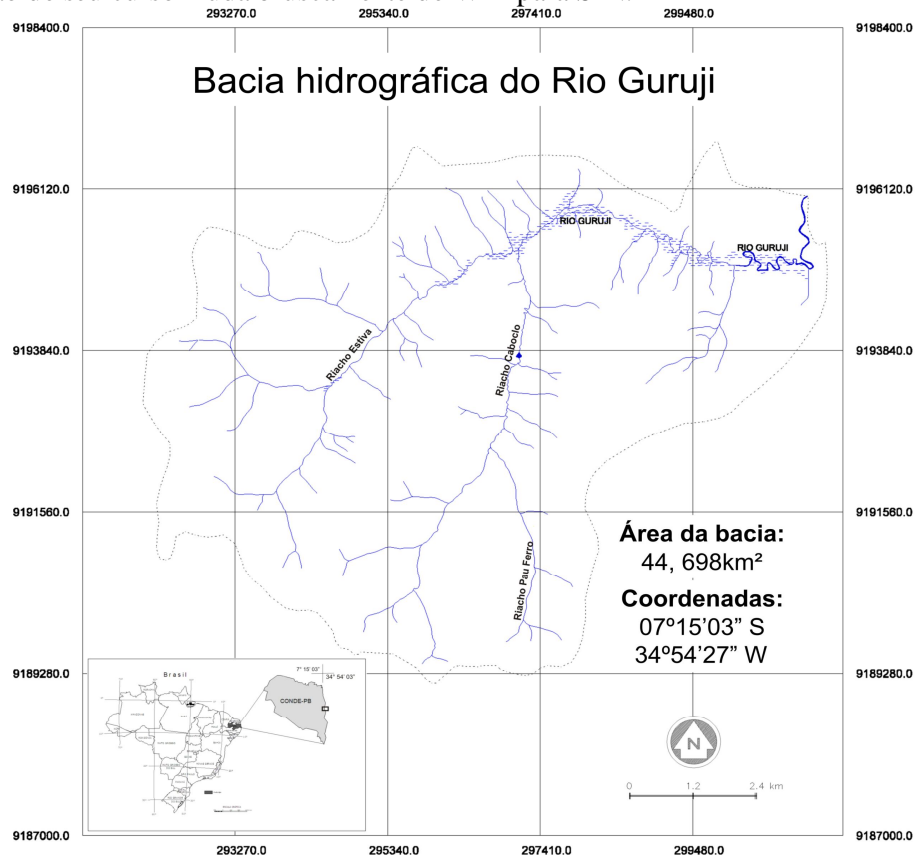 293270.0 295340.0 297410.0 299480.0
9198400.0 9198400.0
Bacia hidrográfica do Rio Guruji
9196120.0 9196120.0
RIO GURUJI
RIO GURUJI
Riacho Estiva
Riacho Caboclo
9193840.0 9193840.0
9191560.0 9191560.0
Riacho Pau Ferro
Área da bacia:
44, 698km²
Coordenadas:
07º15’03” S
34º54’27” W
9189280.0 9189280.0
Brasil
7° 15' 03"
34° 54' 03"
CONDE-PB
N
0 1.2 2.4 km
9187000.0 9187000.0
293270.0 295340.0 297410.0 299480.0